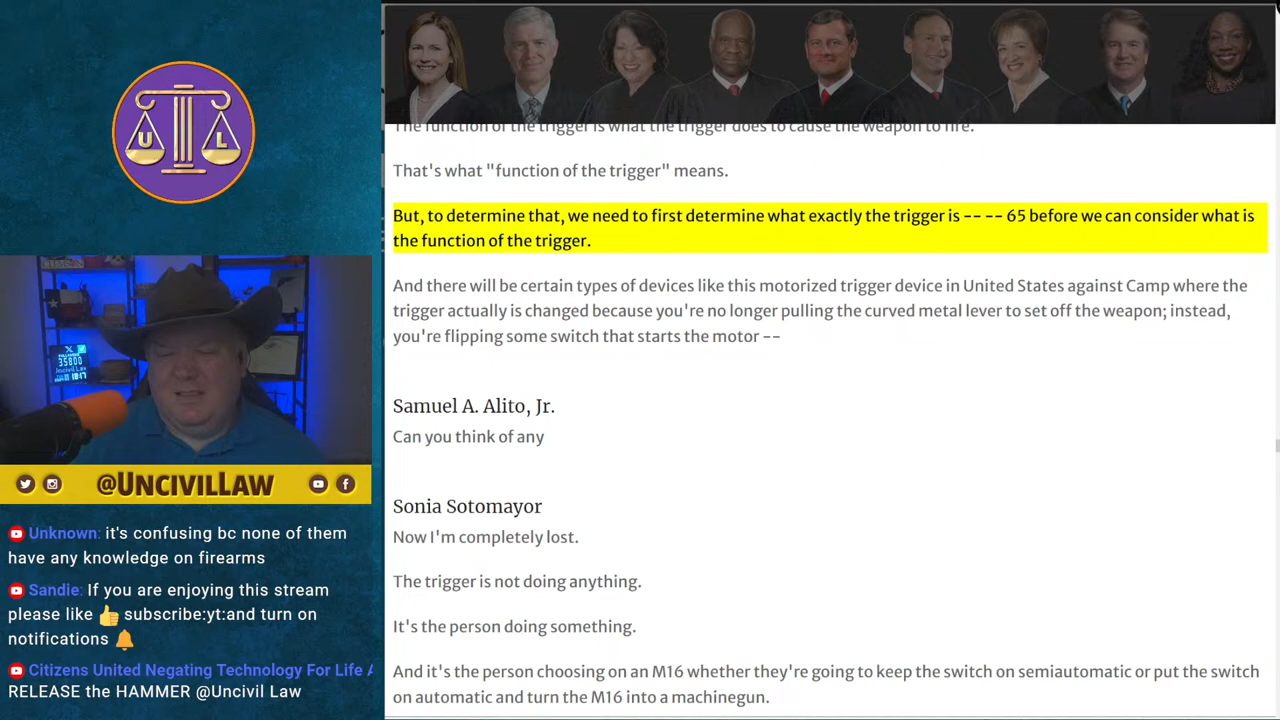 U L
FOLLOWERS
35800
Uncivil Law
@UNCIVILLAW
Unknown: it's confusing bc none of them
have any knowledge on firearms
Sandie: If you are enjoying this stream
please like 👍 subscribe:yt:and turn on
notifications 🔔
Citizens United Negating Technology For Life A
RELEASE the HAMMER @Uncivil Law
The function of the trigger is what the trigger does to cause the weapon to fire.
That's what "function of the trigger" means.
But, to determine that, we need to first determine what exactly the trigger is -- -- 65 before we can consider what is
the function of the trigger.
And there will be certain types of devices like this motorized trigger device in United States against Camp where the
trigger actually is changed because you're no longer pulling the curved metal lever to set off the weapon; instead,
you're flipping some switch that starts the motor --
Samuel A. Alito, Jr.
Can you think of any
Sonia Sotomayor
Now I'm completely lost.
The trigger is not doing anything.
It's the person doing something.
And it's the person choosing on an M16 whether they're going to keep the switch on semiautomatic or put the switch
on automatic and turn the M16 into a machinegun.